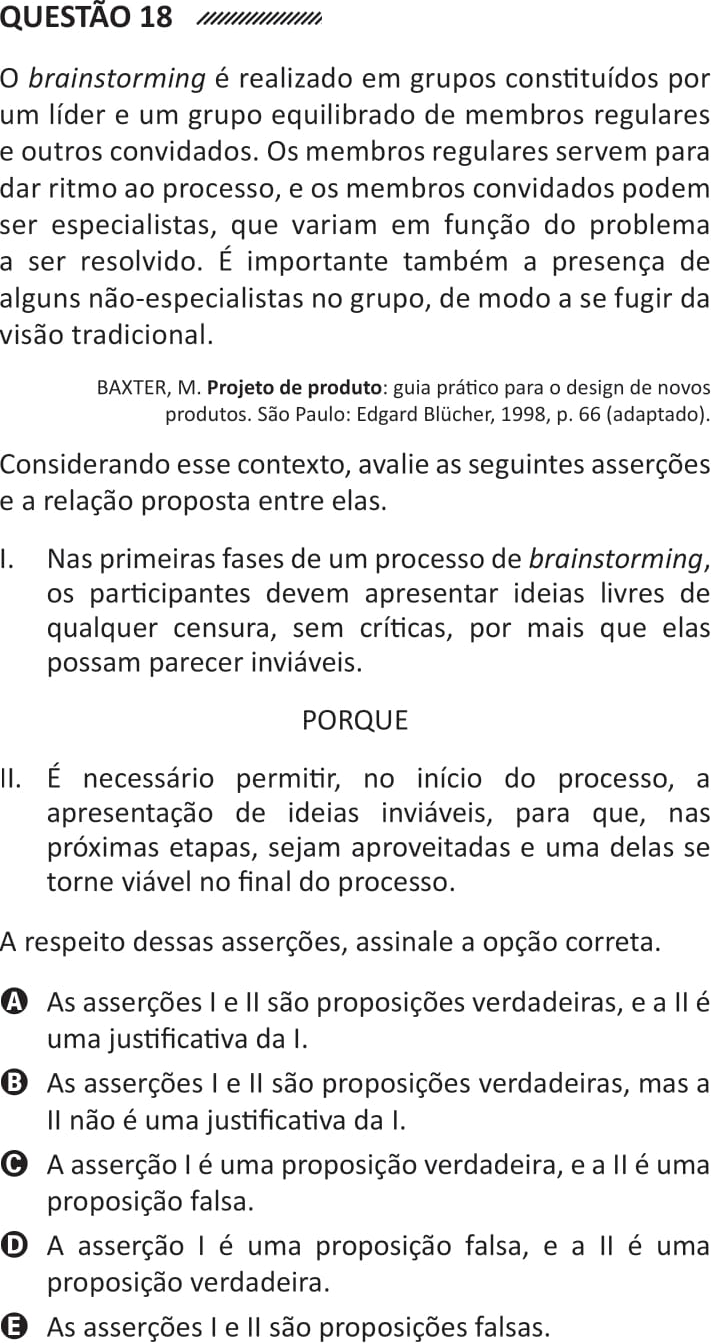 QUESTÃO 18
O brainstorming é realizado em grupos constituídos por
um líder e um grupo equilibrado de membros regulares
e outros convidados. Os membros regulares servem para
dar ritmo ao processo, e os membros convidados podem
ser especialistas, que variam em função do problema
a ser resolvido. É importante também a presença de
alguns não-especialistas no grupo, de modo a se fugir da
visão tradicional.
BAXTER, M. Projeto de produto: guia prático para o design de novos
produtos. São Paulo: Edgard Blücher, 1998, p. 66 (adaptado).
Considerando esse contexto, avalie as seguintes asserções
e a relação proposta entre elas.
I. Nas primeiras fases de um processo de brainstorming,
os participantes devem apresentar ideias livres de
qualquer censura, sem críticas, por mais que elas
possam parecer inviáveis.
PORQUE
II. É necessário permitir, no início do processo, a
apresentação de ideias inviáveis, para que, nas
próximas etapas, sejam aproveitadas e uma delas se
torne viável no final do processo.
A respeito dessas asserções, assinale a opção correta.
A As asserções I e II são proposições verdadeiras, e a II é
uma justificativa da I.
B As asserções I e II são proposições verdadeiras, mas a
II não é uma justificativa da I.
C A asserção I é uma proposição verdadeira, e a II é uma
proposição falsa.
D A asserção I é uma proposição falsa, e a II é uma
proposição verdadeira.
E As asserções I e II são proposições falsas.